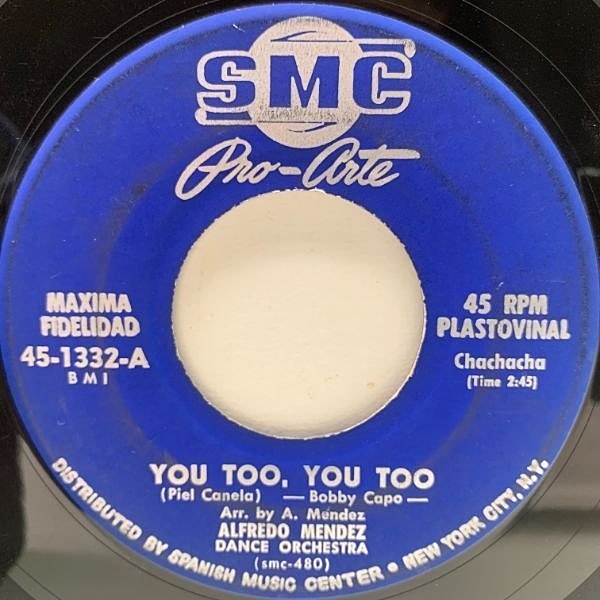 SMC
Pro-Arte
MAXIMA
FIDELIDAD
45-1332-A
BMI
45 RPM
PLASTOVINAL
Chachacha
(Time 2:45)
YOU TOO, YOU TOO
(Piel Canela) — Bobby Capo —
Arr. by A. Mendez
ALFREDO MENDEZ
DANCE ORCHESTRA
(smc-480)
DISTRIBUTED BY SPANISH MUSIC CENTER • NEW YORK CITY, N.Y.